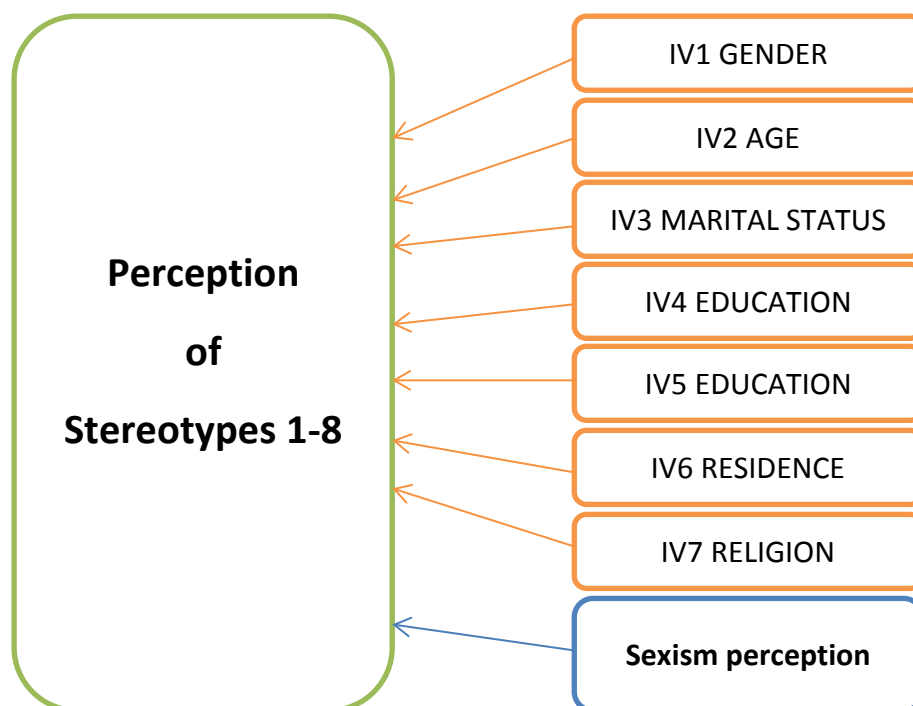 Perception
of
Stereotypes 1-8
IV1 GENDER
IV2 AGE
IV3 MARITAL STATUS
IV4 EDUCATION
IV5 EDUCATION
IV6 RESIDENCE
IV7 RELIGION
Sexism perception